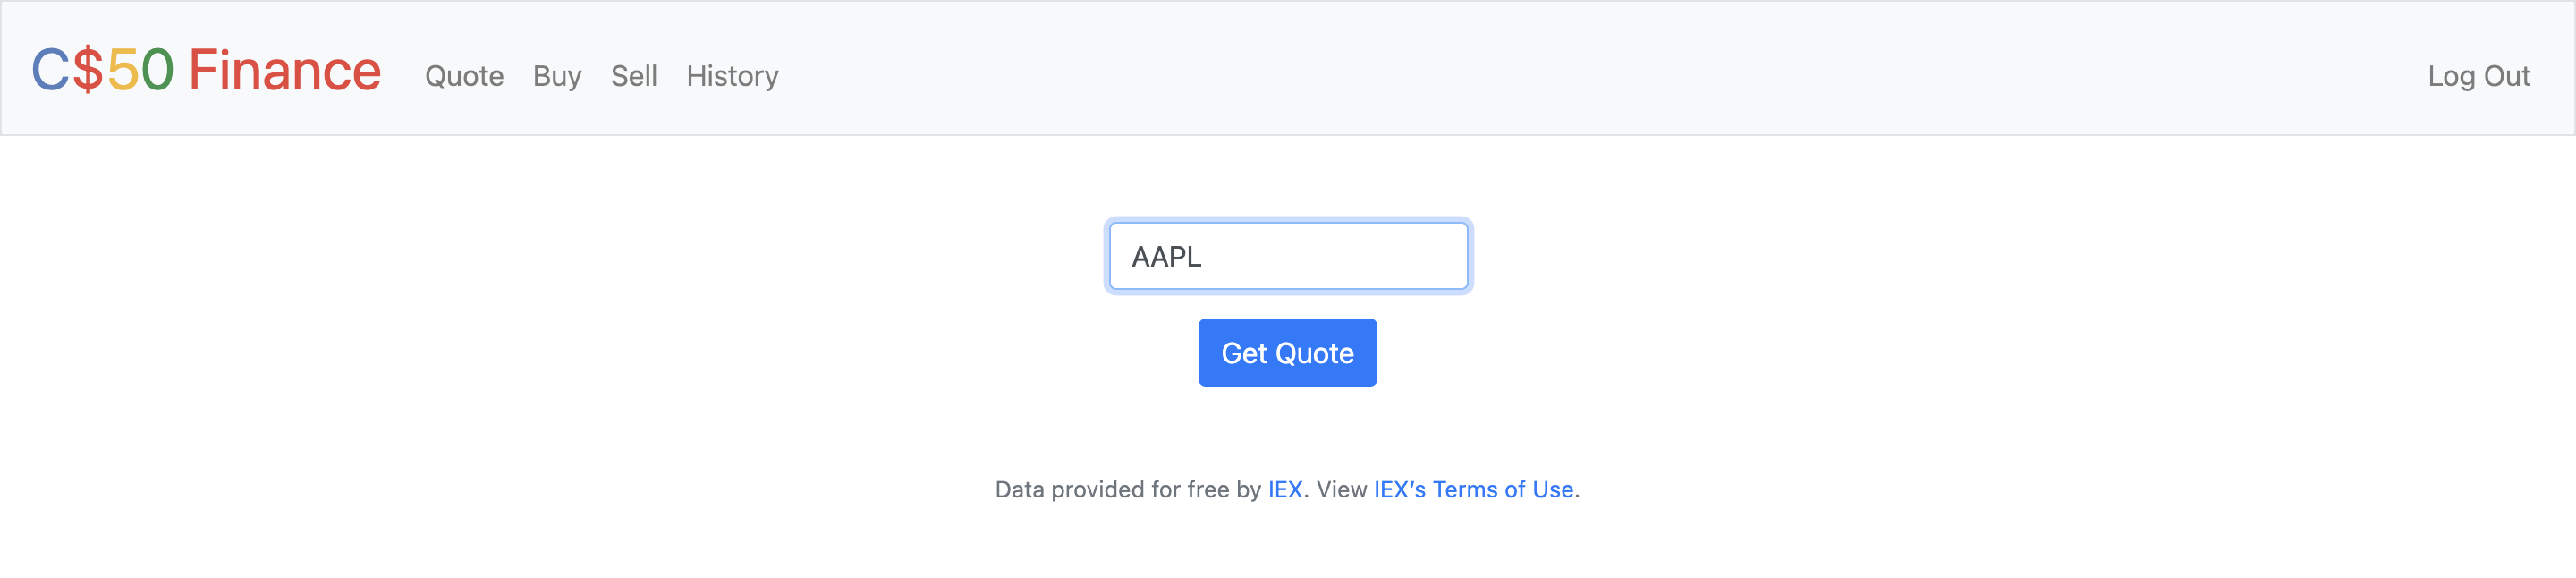 C$50 Finance Quote Buy Sell History Log Out
AAPL
Get Quote
Data provided for free by IEX. View IEX’s Terms of Use.